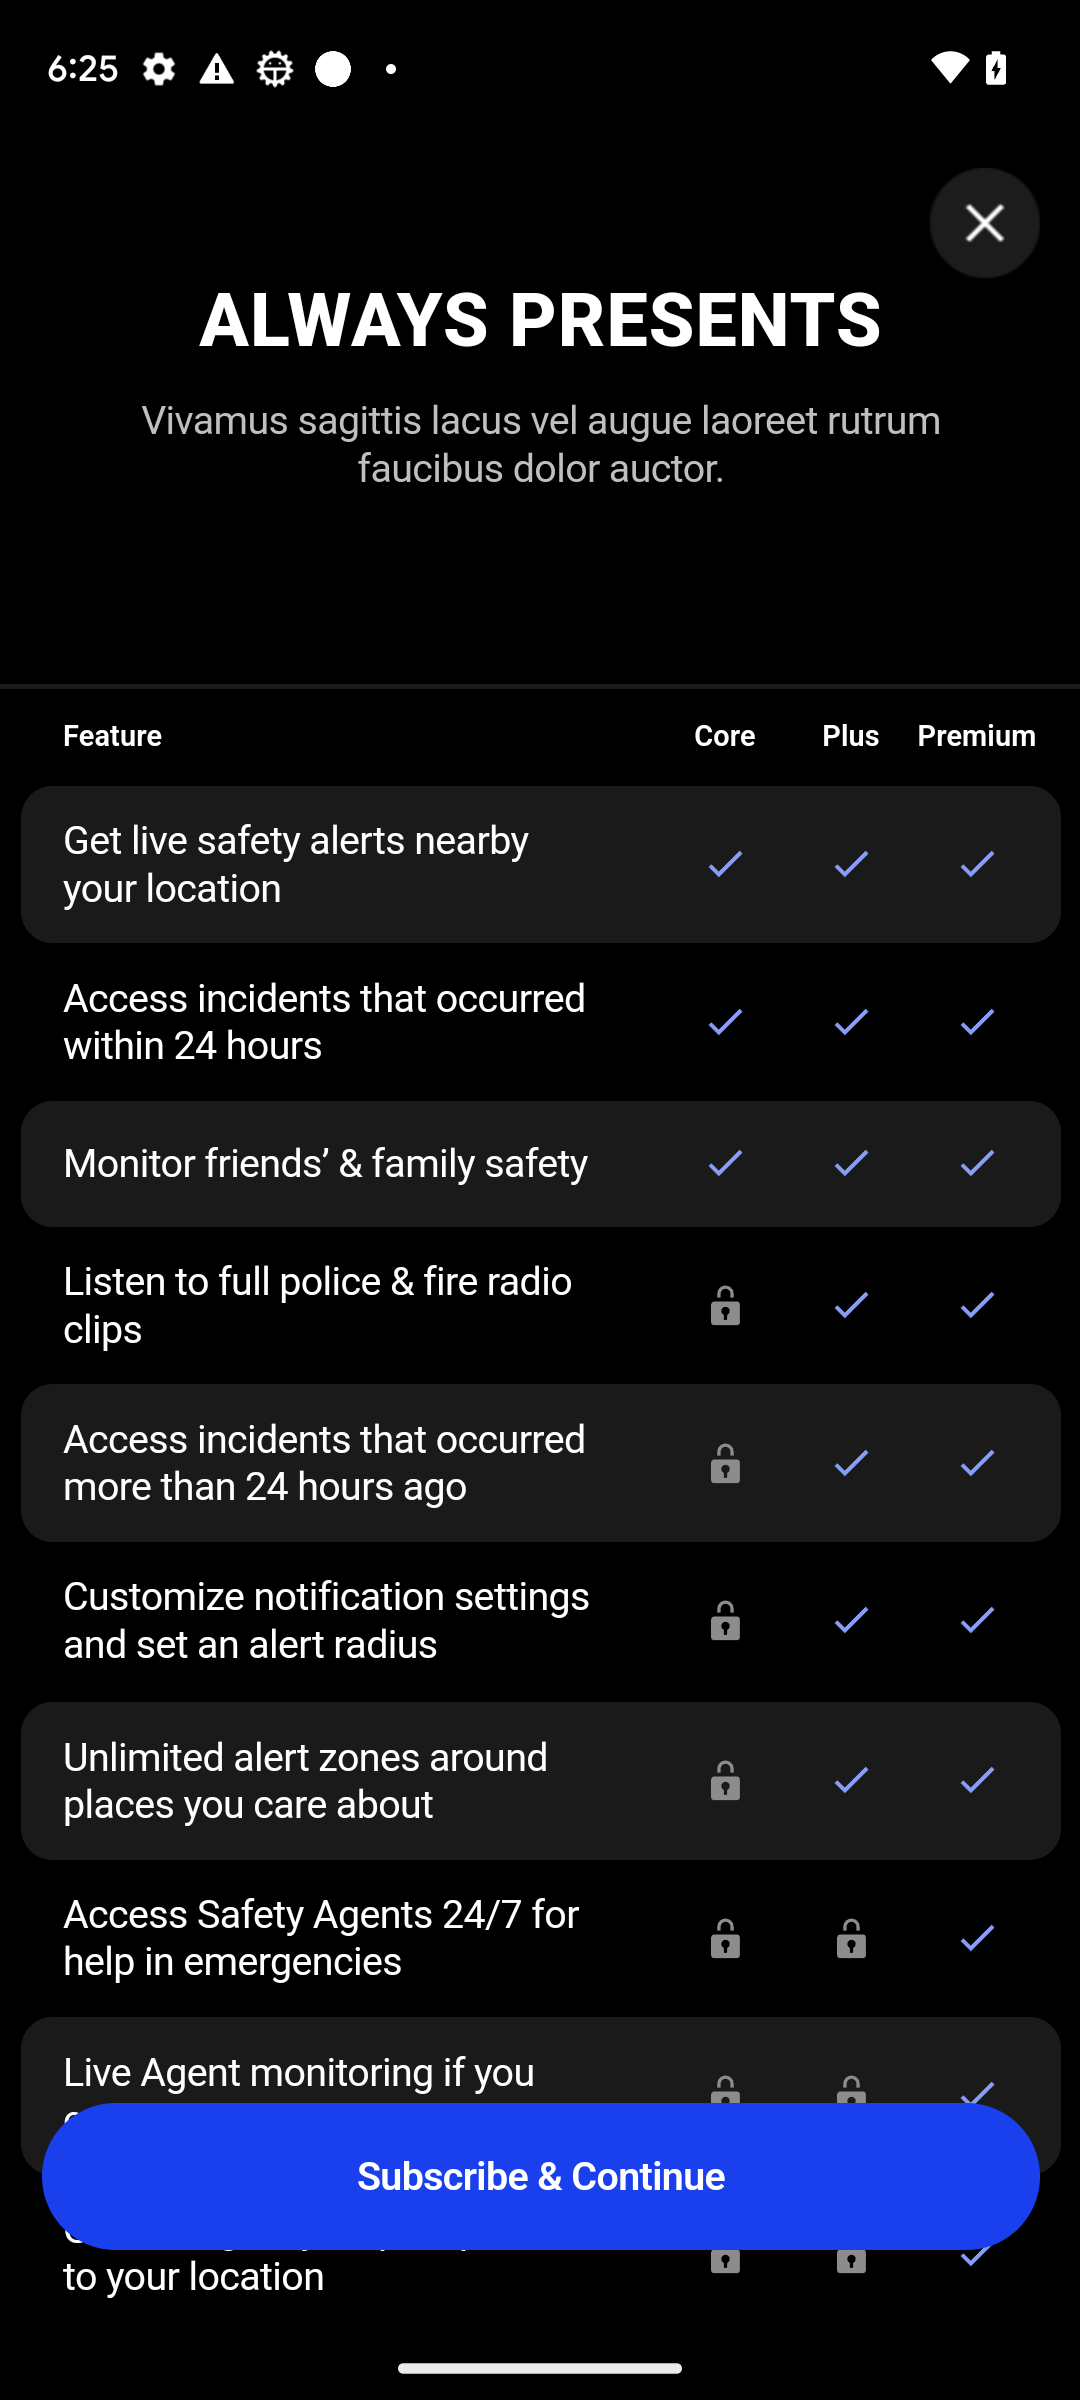 6:25
ALWAYS PRESENTS
Vivamus sagittis lacus vel augue laoreet rutrum
faucibus dolor auctor.
Feature Core Plus Premium
Get live safety alerts nearby
your location
Access incidents that occurred
within 24 hours
Monitor friends’ & family safety
Listen to full police & fire radio
clips
Access incidents that occurred
more than 24 hours ago
Customize notification settings
and set an alert radius
Unlimited alert zones around
places you care about
Access Safety Agents 24/7 for
help in emergencies
Live Agent monitoring if you
Subscribe & Continue
to your location